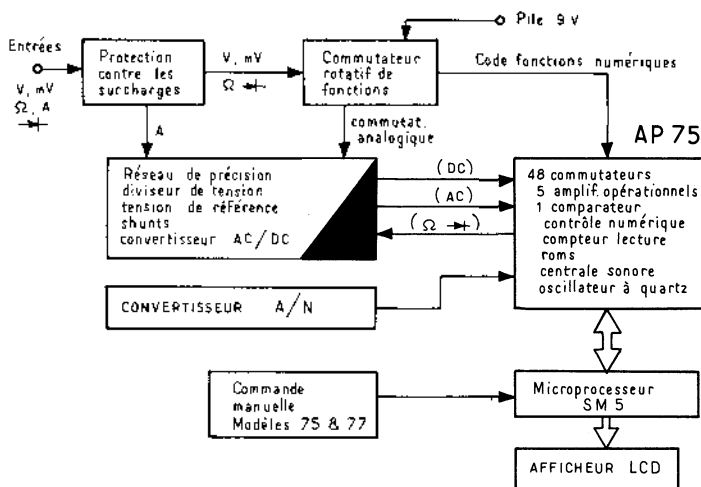 Pile 9 V
Entrées
V, mV
Ω, A
Protection
contre les
surcharges
V, mV
Ω
A
Commutateur
rotatif de
fonctions
commutat.
analogique
Code fonctions numériques
AP 75
Réseau de précision
diviseur de tension
tension de référence
shunts
convertisseur AC/DC
(DC)
(AC)
(Ω )
48 commutateurs
5 amplif. opérationnels
1 comparateur
contrôle numérique
compteur lecture
roms
centrale sonore
oscillateur à quartz
CONVERTISSEUR A/N
Commande
manuelle
Modèles 75 & 77
Microprocesseur
SM 5
AFFICHEUR LCD